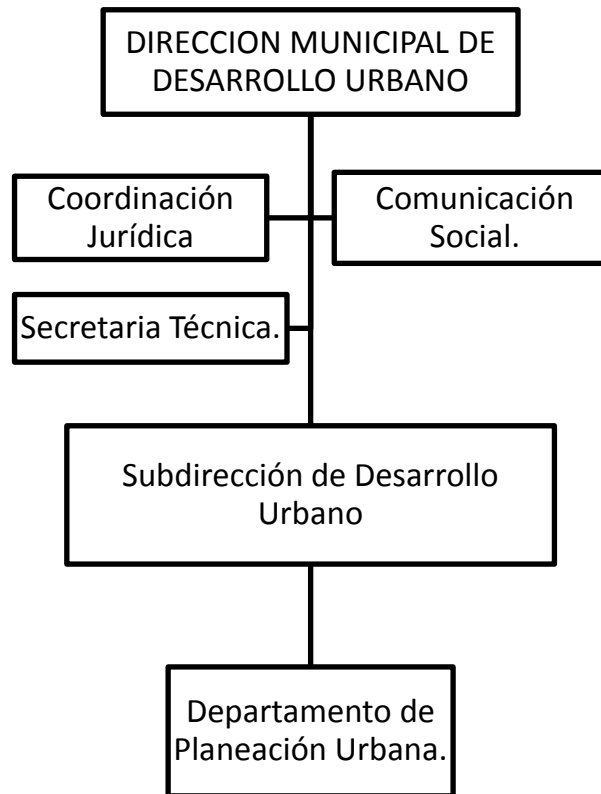 DIRECCION MUNICIPAL DE
DESARROLLO URBANO
Coordinación
Jurídica
Comunicación
Social.
Secretaria Técnica.
Subdirección de Desarrollo
Urbano
Departamento de
Planeación Urbana.